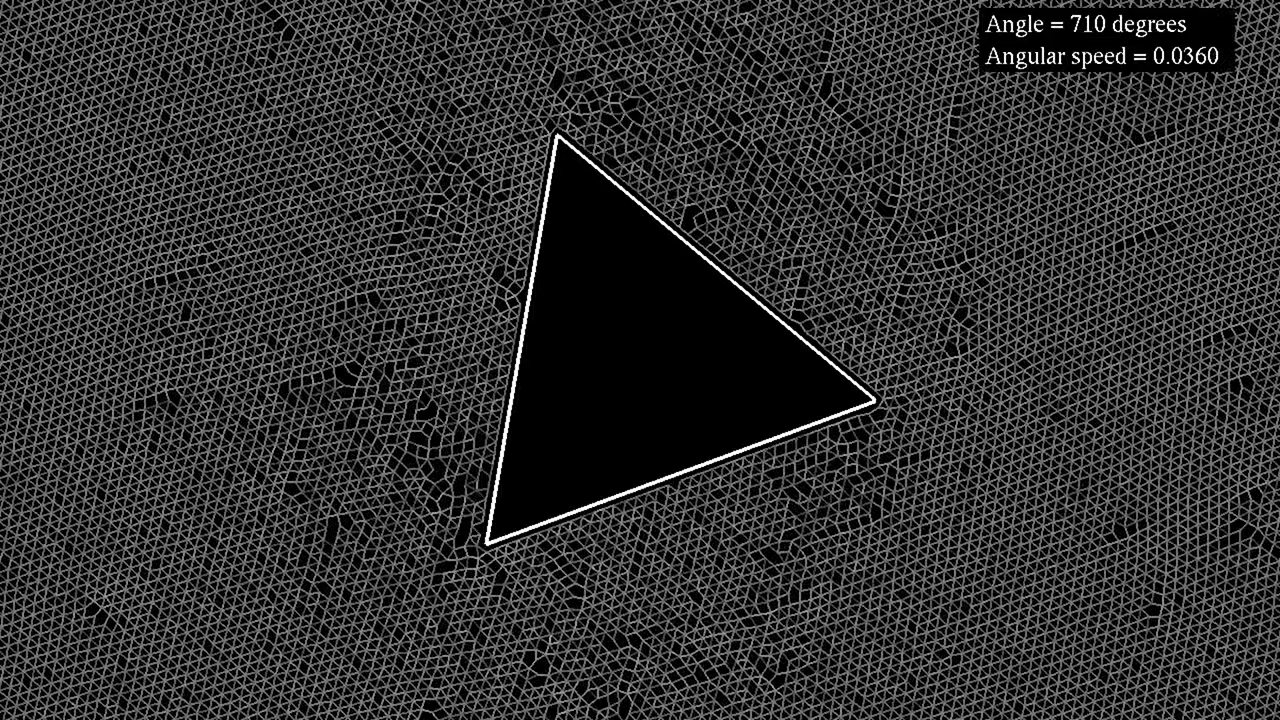 Angle = 710 degrees
Angular speed = 0.0360